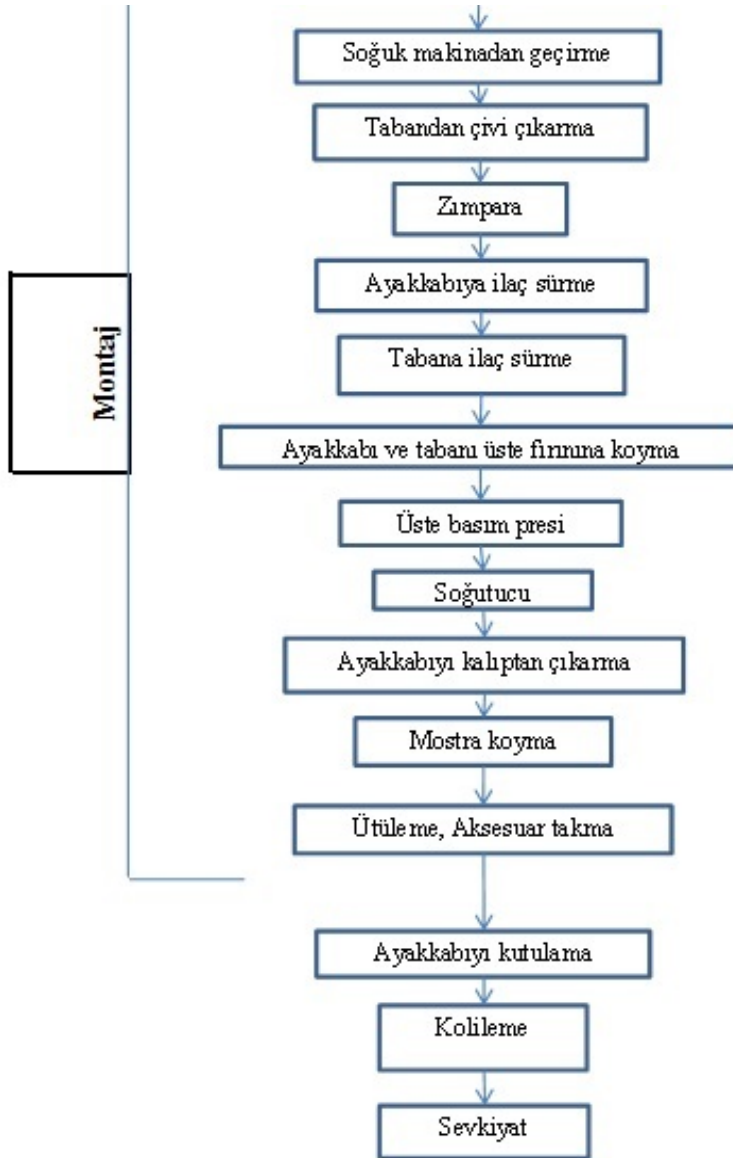 Soğuk makinadan geçirme
Tabandan çivi çıkarma
Zımpara
Ayakkabıya ilaç sürme
Montaj
Tabana ilaç sürme
Ayakkabı ve tabanı üste fırınına koyma
Üste basım presi
Soğutucu
Ayakkabıyı kalıptan çıkarma
Mostra koyma
Ütüleme, Aksesuar takma
Ayakkabıyı kutulama
Kolileme
Sevkiyat